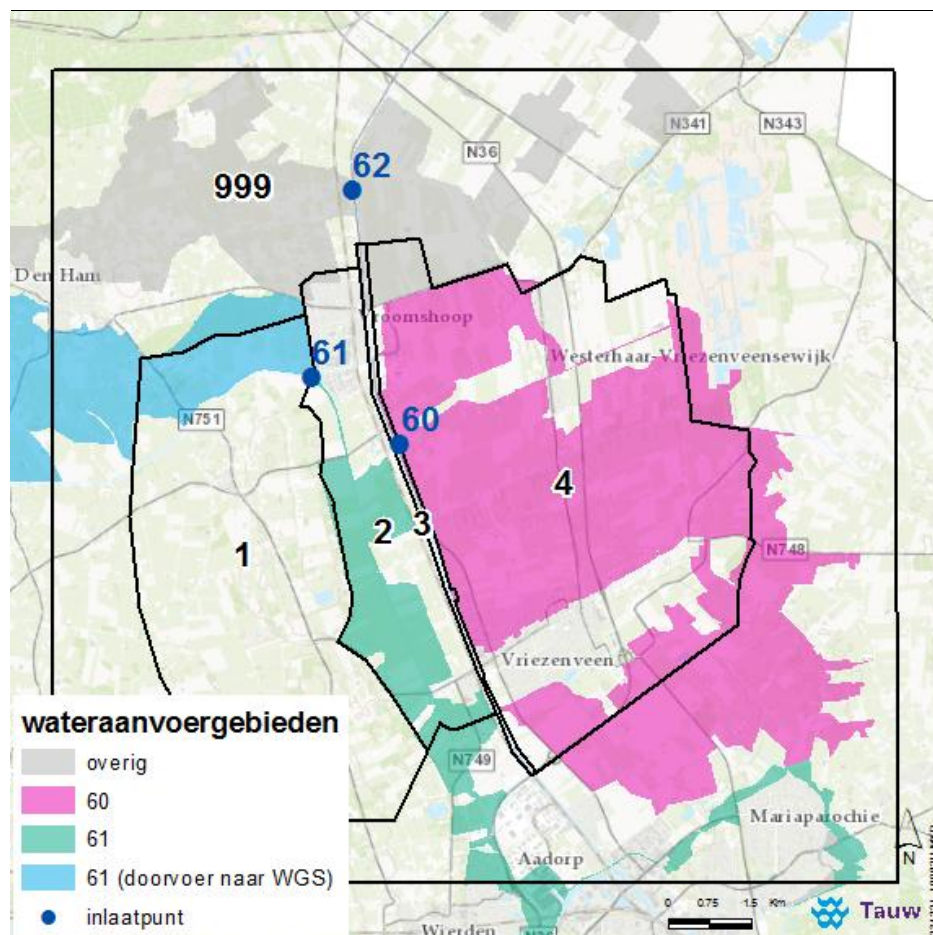 N341
N343
N36
62
999
Den Ham
roomshoop
61
Westerhaar-Vriezenveensewijk
N751
60
4
2
3
1
N748
Vriezenveen
wateraanvoergebieden
overig
60
61
61 (doorvoer naar WGS)
inlaatpunt
N749
Mariaparochie
Aadorp
N
0 0.75 1.5 Km
Tauw
Wierden